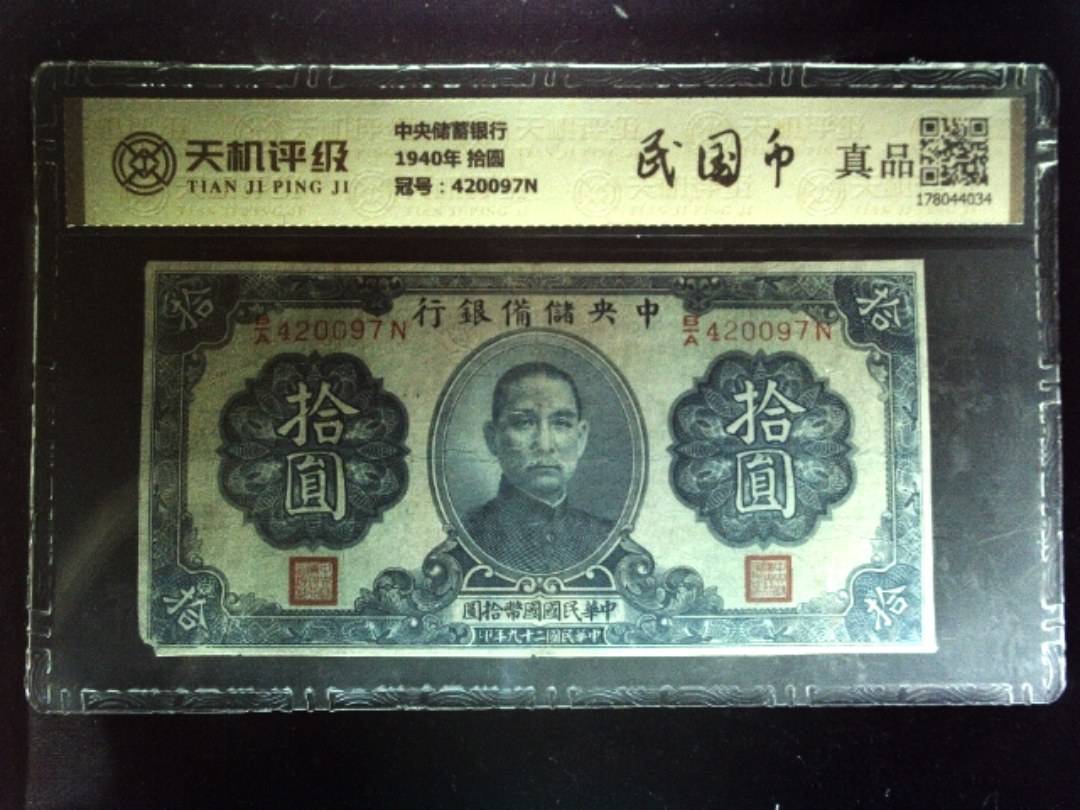 天机评级
TIAN JI PING JI
中央储蓄银行
1940年 拾圓
冠号：420097N
民国币
真品
178044034
拾
拾
行銀備儲央中
B/A 420097N
B/A 420097N
拾圓
拾圓
圓拾幣國國民華中
印年九十二國民華中
拾
拾